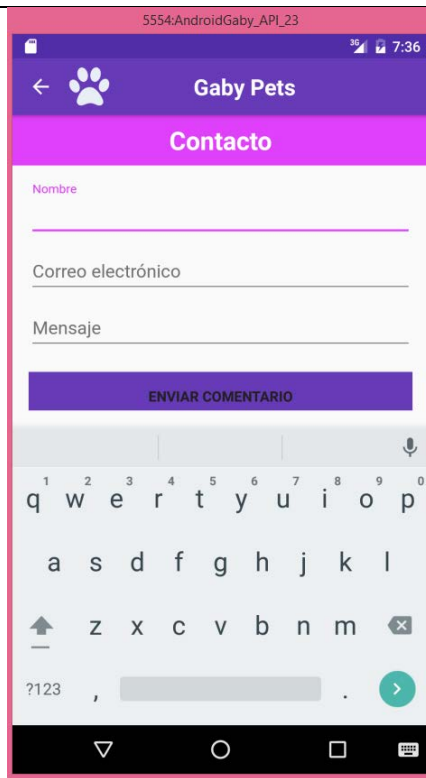 5554:AndroidGaby_API_23
3G 7:36
Gaby Pets
Contacto
Nombre
Correo electrónico
Mensaje
ENVIAR COMENTARIO
1 2 3 4 5 6 7 8 9 0
q w e r t y u i o p
a s d f g h j k l
z x c v b n m
?123 , .